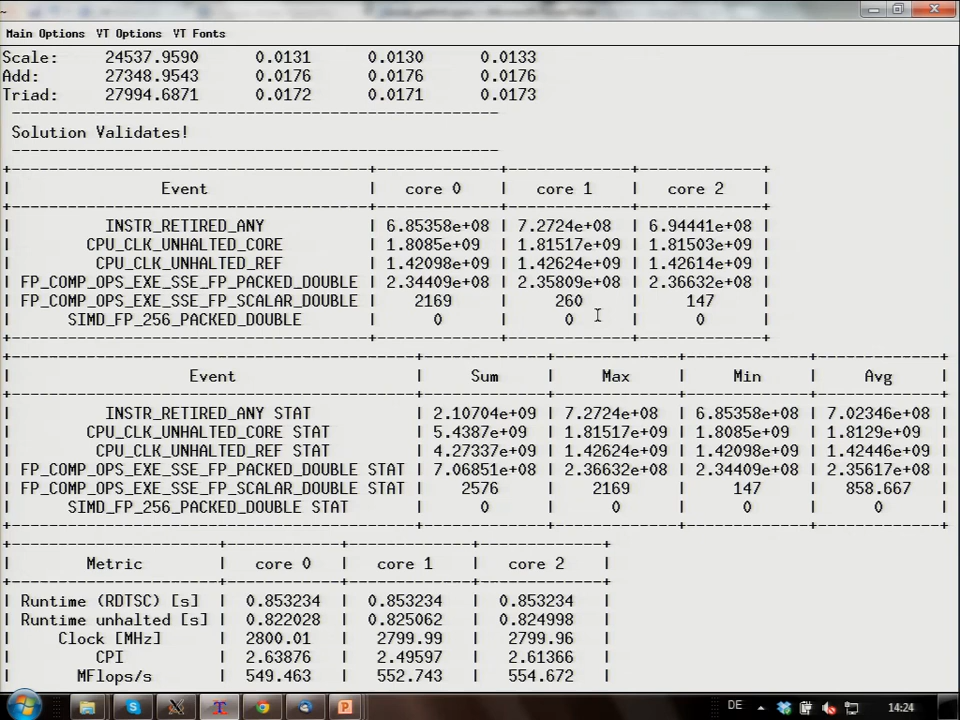 Main Options VT Options VT Fonts
Scale: 24537.9590 0.0131 0.0130 0.0133
Add: 27348.9543 0.0176 0.0176 0.0176
Triad: 27994.6871 0.0172 0.0171 0.0173
Solution Validates!
Event | core 0 | core 1 | core 2
INSTR_RETIRED_ANY | 6.85358e+08 | 7.2724e+08 | 6.94441e+08
CPU_CLK_UNHALTED_CORE | 1.8085e+09 | 1.81517e+09 | 1.81503e+09
CPU_CLK_UNHALTED_REF | 1.42098e+09 | 1.42624e+09 | 1.42614e+09
FP_COMP_OPS_EXE_SSE_FP_PACKED_DOUBLE | 2.34409e+08 | 2.35809e+08 | 2.36632e+08
FP_COMP_OPS_EXE_SSE_FP_SCALAR_DOUBLE | 2169 | 260 | 147
SIMD_FP_256_PACKED_DOUBLE | 0 | 0 | 0
Event | Sum | Max | Min | Avg
INSTR_RETIRED_ANY STAT | 2.10704e+09 | 7.2724e+08 | 6.85358e+08 | 7.02346e+08
CPU_CLK_UNHALTED_CORE STAT | 5.4387e+09 | 1.81517e+09 | 1.8085e+09 | 1.8129e+09
CPU_CLK_UNHALTED_REF STAT | 4.27337e+09 | 1.42624e+09 | 1.42098e+09 | 1.42446e+09
FP_COMP_OPS_EXE_SSE_FP_PACKED_DOUBLE STAT | 7.06851e+08 | 2.36632e+08 | 2.34409e+08 | 2.35617e+08
FP_COMP_OPS_EXE_SSE_FP_SCALAR_DOUBLE STAT | 2576 | 2169 | 147 | 858.667
SIMD_FP_256_PACKED_DOUBLE STAT | 0 | 0 | 0 | 0
Metric | core 0 | core 1 | core 2
Runtime (RDTSC) [s] | 0.853234 | 0.853234 | 0.853234
Runtime unhalted [s] | 0.822028 | 0.825062 | 0.824998
Clock [MHz] | 2800.01 | 2799.99 | 2799.96
CPI | 2.63876 | 2.49597 | 2.61366
MFlops/s | 549.463 | 552.743 | 554.672
DE 14:24